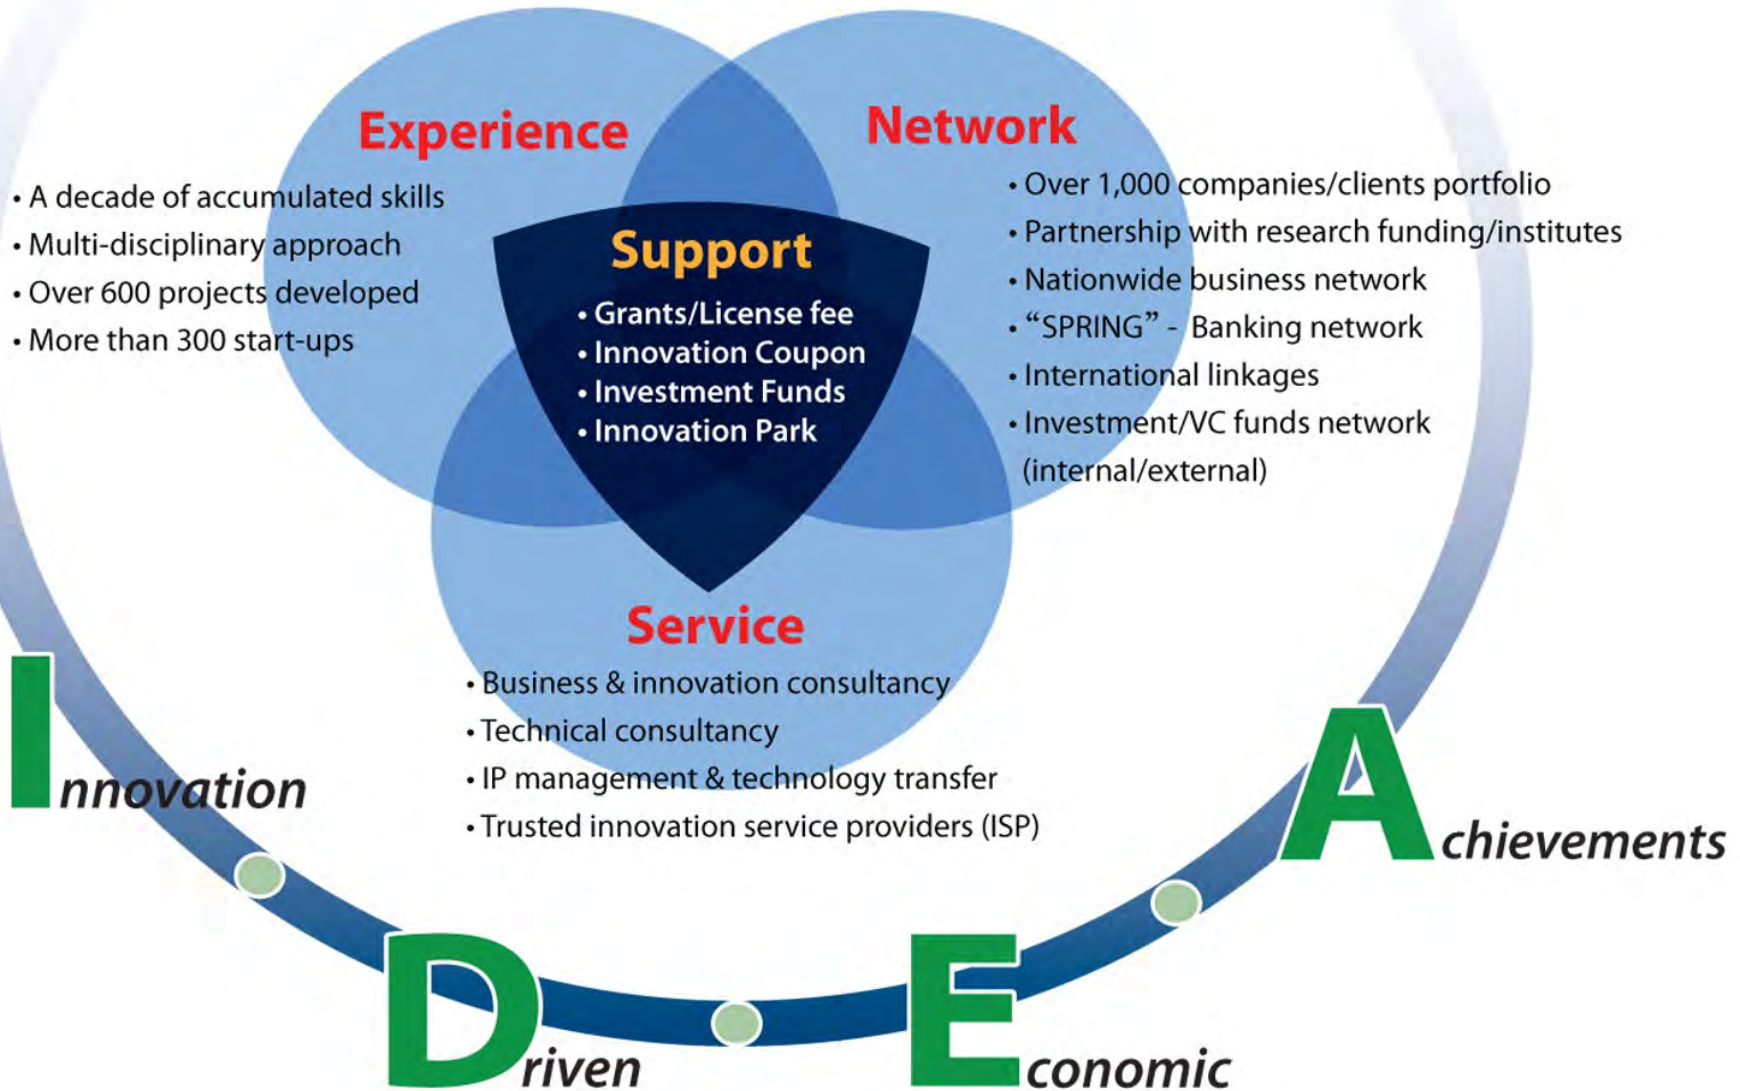 Experience
• A decade of accumulated skills
• Multi-disciplinary approach
• Over 600 projects developed
• More than 300 start-ups
Network
• Over 1,000 companies/clients portfolio
• Partnership with research funding/institutes
• Nationwide business network
• “SPRING” - Banking network
• International linkages
• Investment/VC funds network
(internal/external)
Support
• Grants/License fee
• Innovation Coupon
• Investment Funds
• Innovation Park
Service
• Business & innovation consultancy
• Technical consultancy
• IP management & technology transfer
• Trusted innovation service providers (ISP)
Innovation
Driven
Economic
Achievements